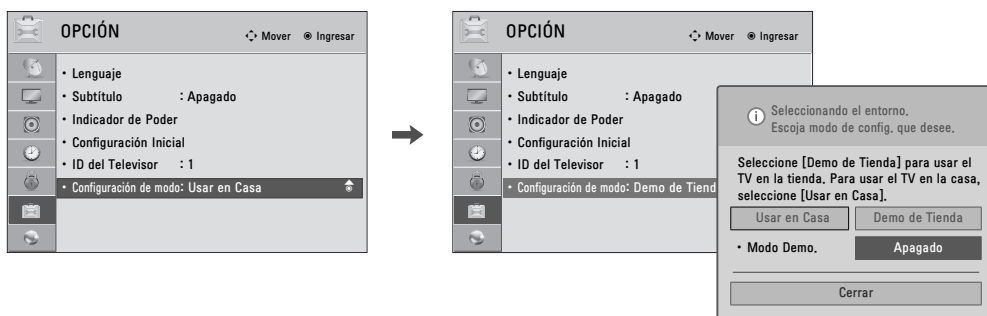 OPCIÓN
Mover
Ingresar
• Lenguaje
• Subtítulo : Apagado
• Indicador de Poder
• Configuración Inicial
• ID del Televisor : 1
• Configuración de modo: Usar en Casa
OPCIÓN
Mover
Ingresar
• Lenguaje
• Subtítulo : Apagado
• Indicador de Poder
• Configuración Inicial
• ID del Televisor : 1
• Configuración de modo: Demo de Tiend
Seleccionando el entorno.
Escoja modo de config. que desee.
Seleccione [Demo de Tienda] para usar el
TV en la tienda. Para usar el TV en la casa,
seleccione [Usar en Casa].
Usar en Casa
Demo de Tienda
• Modo Demo.
Apagado
Cerrar